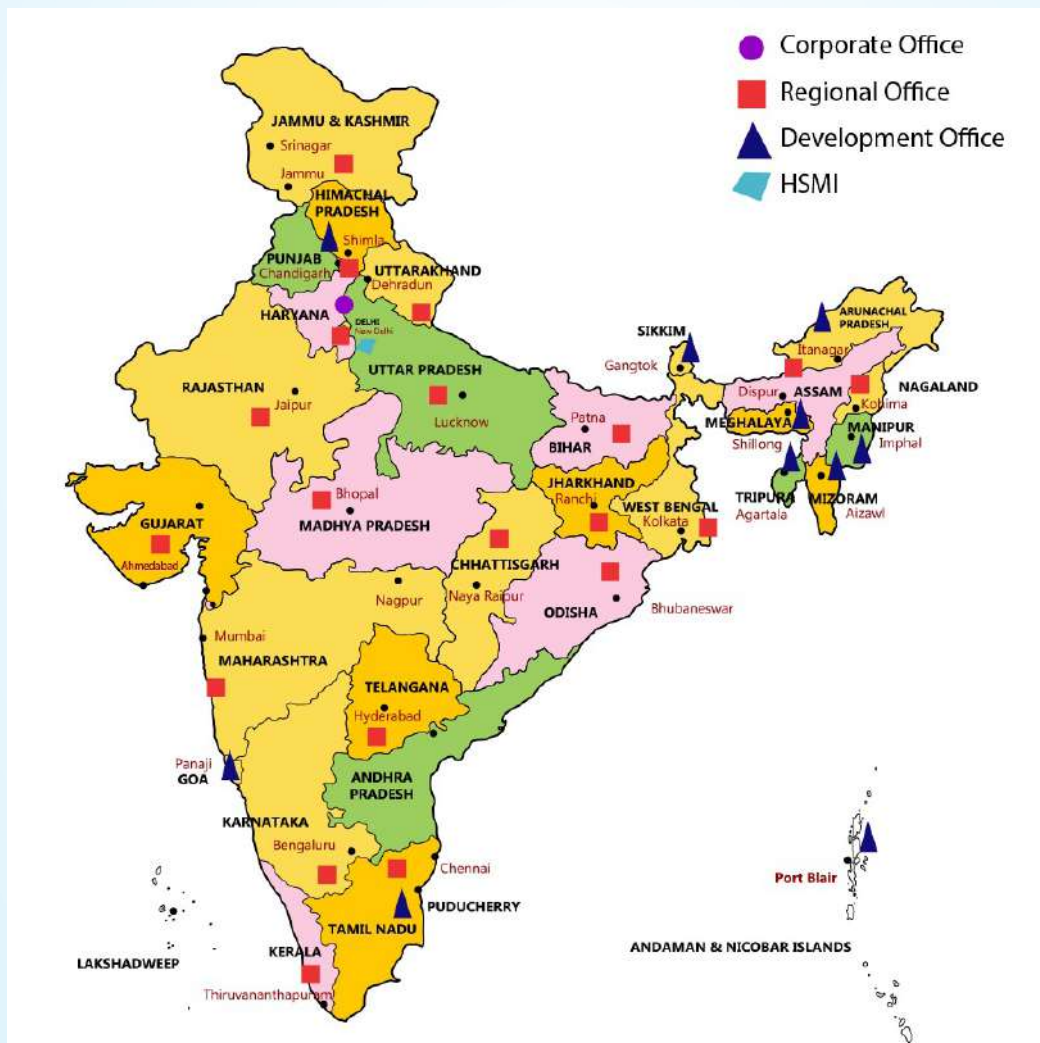 Corporate Office
Regional Office
Development Office
HSMI
JAMMU & KASHMIR
Srinagar
Jammu
HIMACHAL
PRADESH
Shimla
PUNJAB
Chandigarh
UTTARAKHAND
Dehradun
HARYANA
DELHI
New Delhi
ARUNACHAL
PRADESH
SIKKIM
Itanagar
Gangtok
UTTAR PRADESH
RAJASTHAN
Jaipur
Lucknow
Dispur
ASSAM
NAGALAND
Kohima
MEGHALAYA
Shillong
MANIPUR
Imphal
Patna
BIHAR
JHARKHAND
Ranchi
WEST BENGAL
Kolkata
TRIPURA
Agartala
MIZORAM
Aizawl
Bhopal
MADHYA PRADESH
GUJARAT
Ahmedabad
CHHATTISGARH
Naya Raipur
Nagpur
ODISHA
Bhubaneswar
Mumbai
MAHARASHTRA
TELANGANA
Hyderabad
Panaji
GOA
ANDHRA
PRADESH
KARNATAKA
Bengaluru
Chennai
Port Blair
PUDUCHERRY
TAMIL NADU
KERALA
LAKSHADWEEP
ANDAMAN & NICOBAR ISLANDS
Thiruvananthapuram